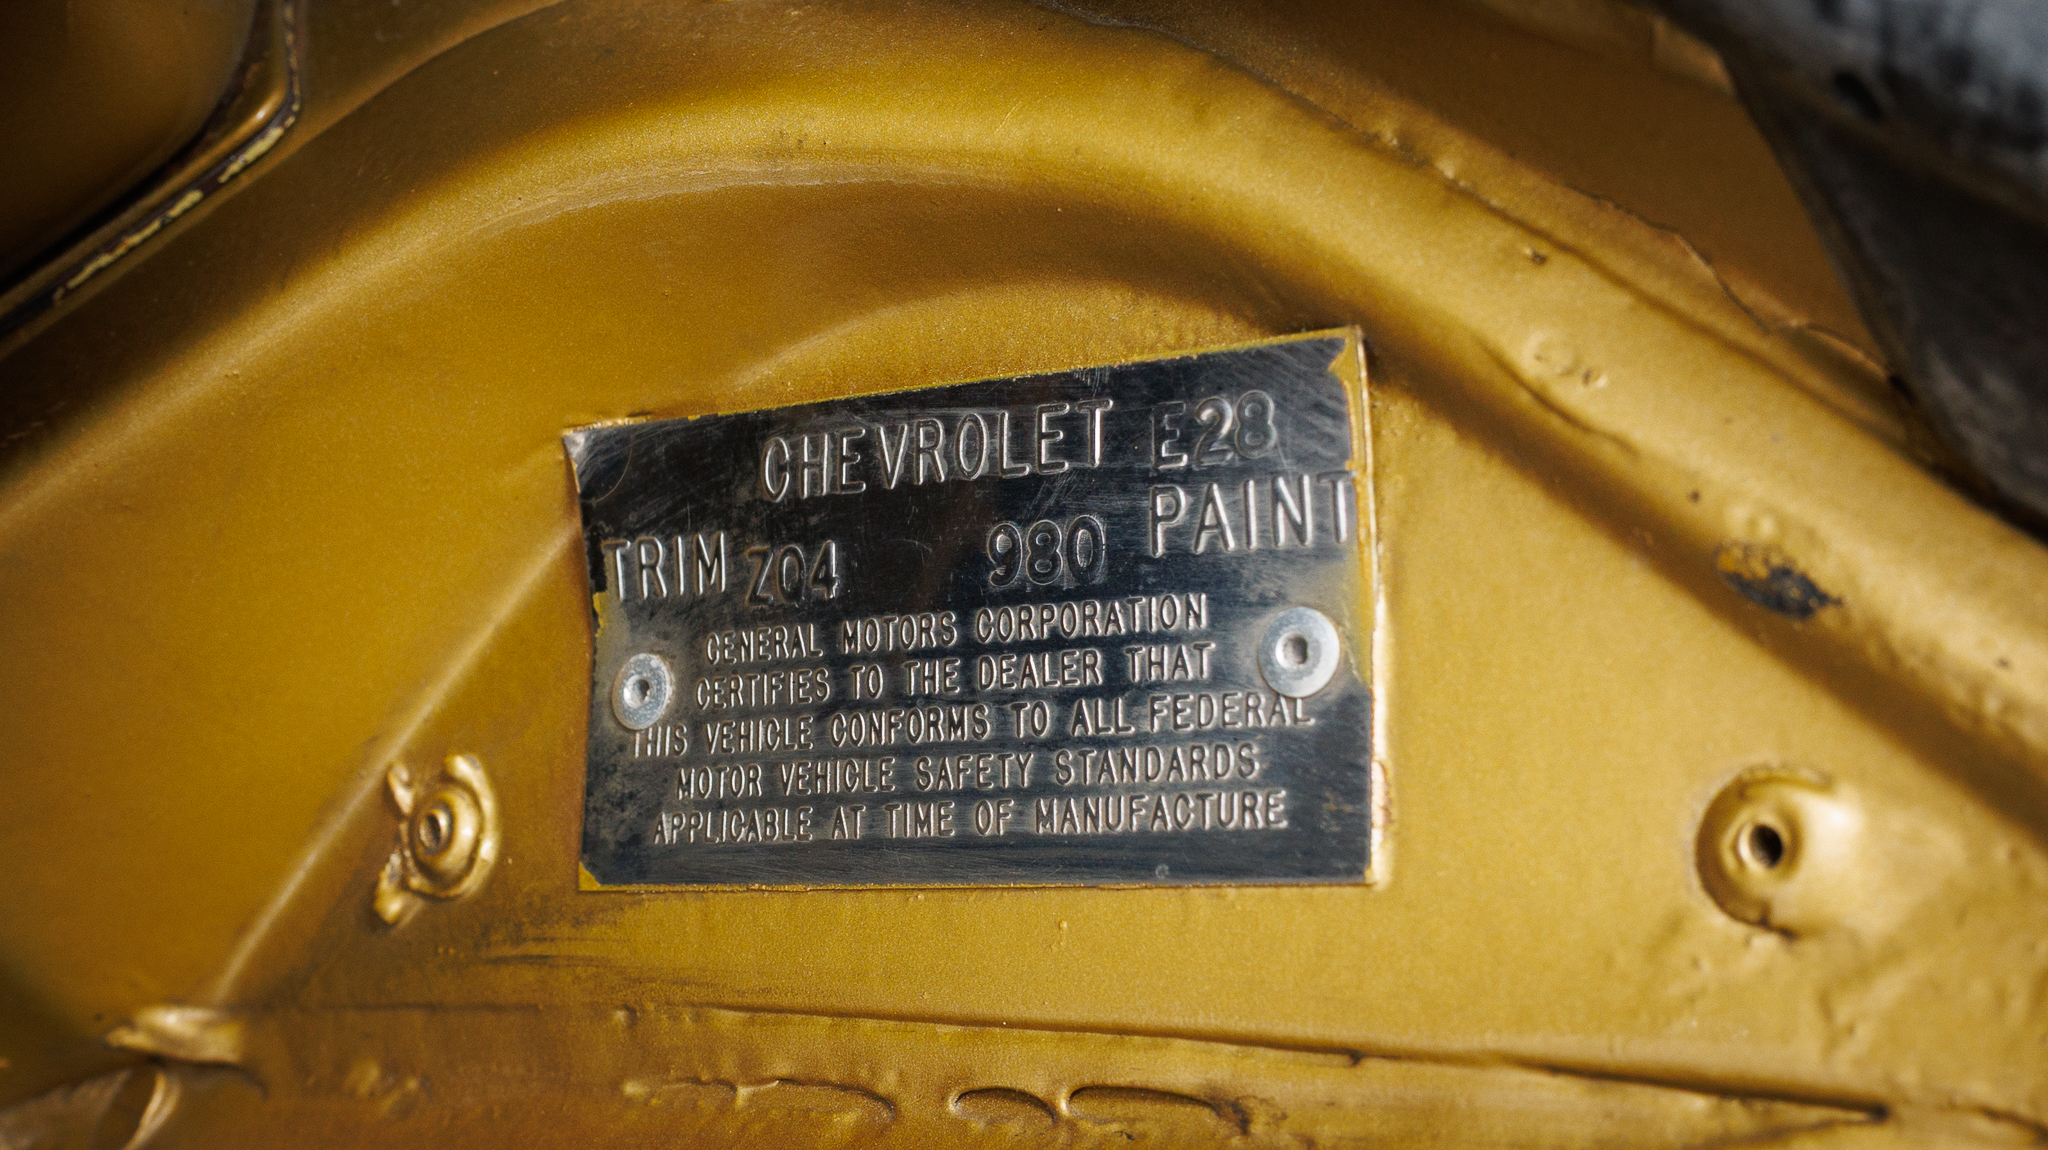 CHEVROLET E28
TRIM Z04 980 PAINT
GENERAL MOTORS CORPORATION
CERTIFIES TO THE DEALER THAT
THIS VEHICLE CONFORMS TO ALL FEDERAL
MOTOR VEHICLE SAFETY STANDARDS
APPLICABLE AT TIME OF MANUFACTURE